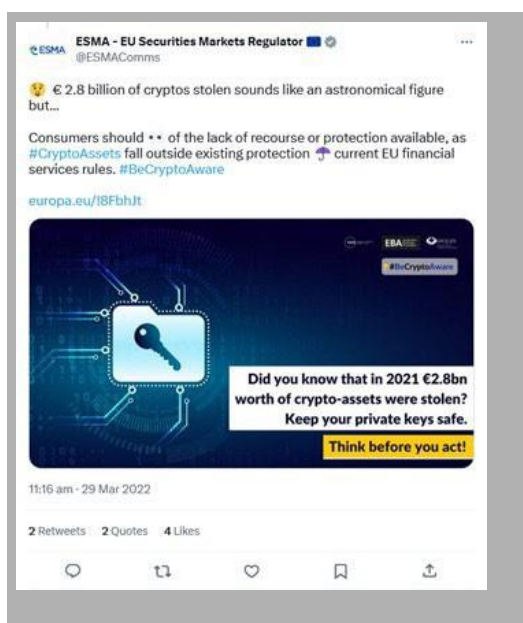 ESMA
ESMA - EU Securities Markets Regulator
@ESMAComms
€ 2.8 billion of cryptos stolen sounds like an astronomical figure
but...
Consumers should of the lack of recourse or protection available, as
#CryptoAssets fall outside existing protection current EU financial
services rules. #BeCryptoAware
europa.eu/!8FbhJt
EBA
#BeCryptoAware
Did you know that in 2021 €2.8bn
worth of crypto-assets were stolen?
Keep your private keys safe.
Think before you act!
11:16 am · 29 Mar 2022
2 Retweets 2 Quotes 4 Likes